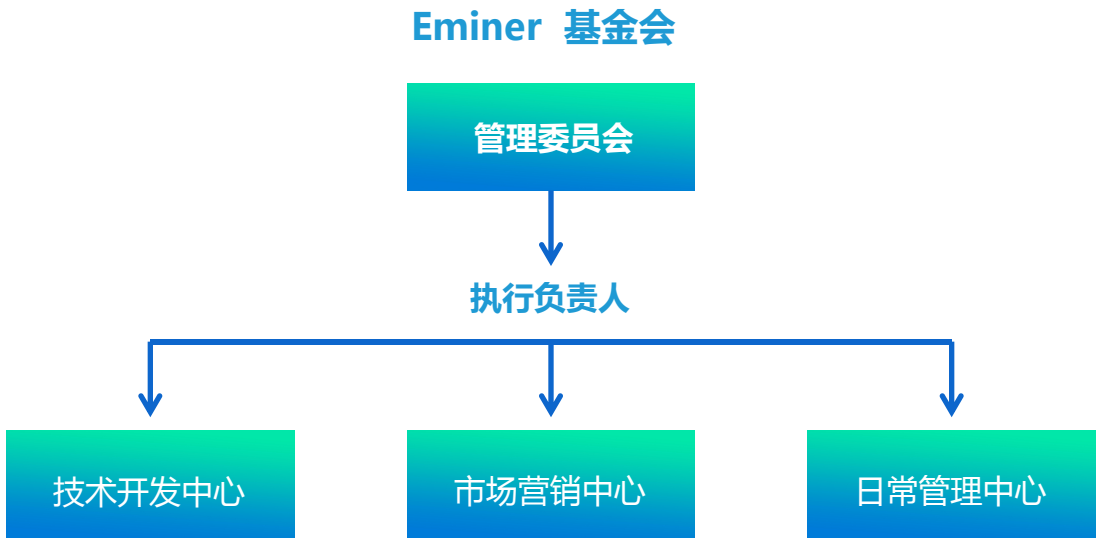 Eminer 基金会
管理委员会
执行负责人
技术开发中心
市场营销中心
日常管理中心